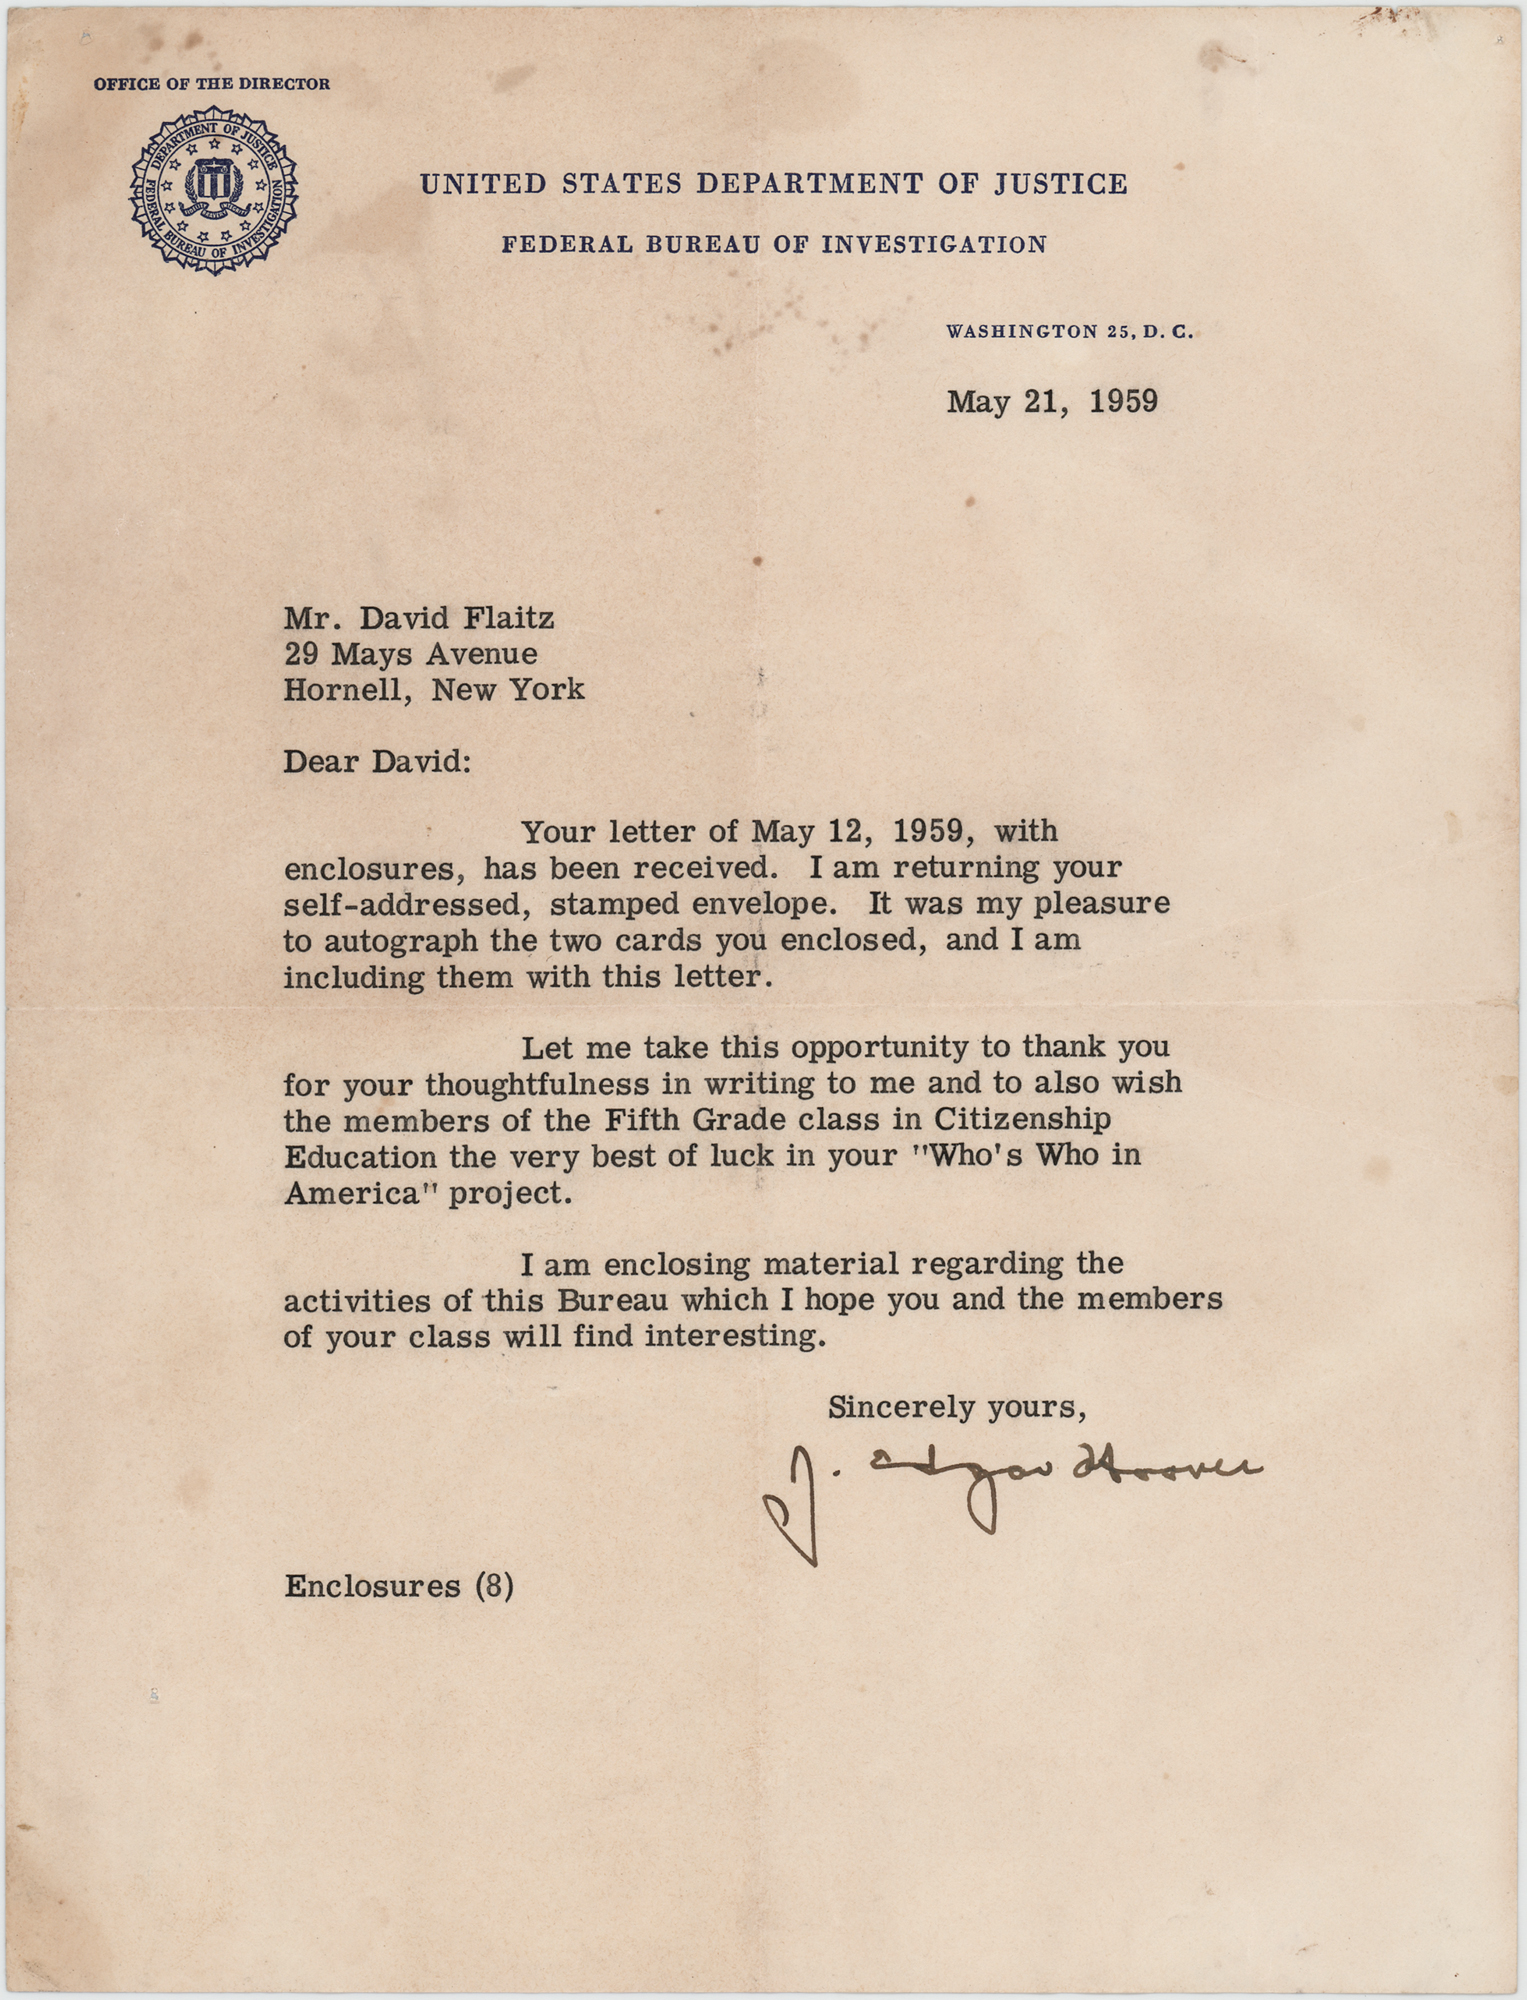 OFFICE OF THE DIRECTOR
DEPARTMENT OF JUSTICE
FEDERAL BUREAU OF INVESTIGATION
UNITED STATES DEPARTMENT OF JUSTICE
FEDERAL BUREAU OF INVESTIGATION
WASHINGTON 25, D. C.
May 21, 1959
Mr. David Flaitz
29 Mays Avenue
Hornell, New York
Dear David:
Your letter of May 12, 1959, with
enclosures, has been received. I am returning your
self-addressed, stamped envelope. It was my pleasure
to autograph the two cards you enclosed, and I am
including them with this letter.
Let me take this opportunity to thank you
for your thoughtfulness in writing to me and to also wish
the members of the Fifth Grade class in Citizenship
Education the very best of luck in your "Who's Who in
America" project.
I am enclosing material regarding the
activities of this Bureau which I hope you and the members
of your class will find interesting.
Sincerely yours,
J. Edgar Hoover
Enclosures (8)